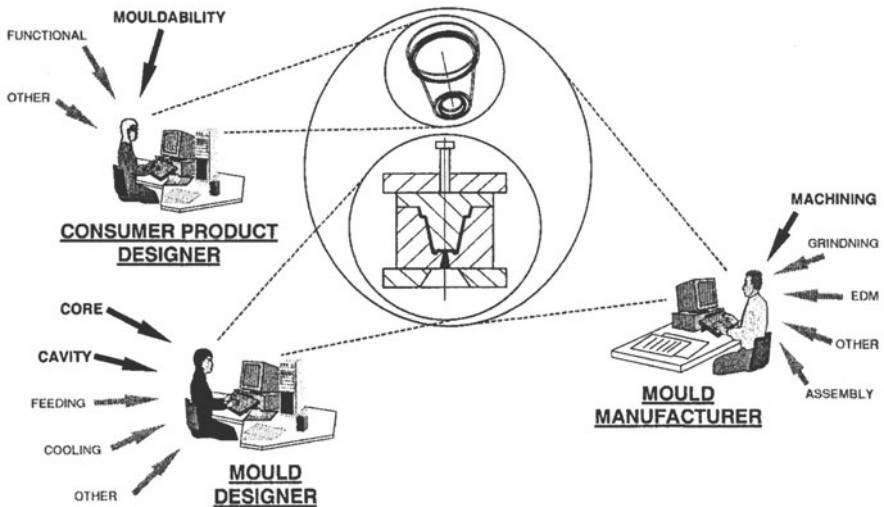 MOULDABILITY
FUNCTIONAL
OTHER
CONSUMER PRODUCT
DESIGNER
MACHINING
GRINDNING
EDM
OTHER
ASSEMBLY
MOULD
MANUFACTURER
CORE
CAVITY
FEEDING
COOLING
OTHER
MOULD
DESIGNER